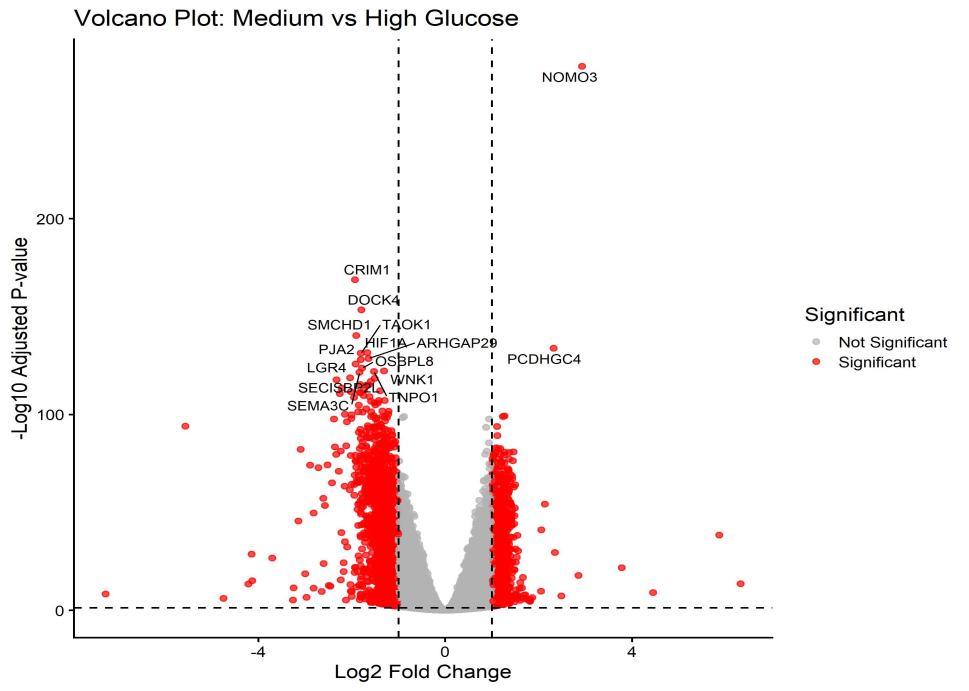 Volcano Plot: Medium vs High Glucose
NOMO3
200
CRIM1
DOCK4
SMCHD1 TAOK1
HIF1A ARHGAP29
PJA2
OSBPL8
PCDHGC4
LGR4
WNK1
SECISBP2L
TNPO1
SEMA3C
100
0
-4 0 4
Log2 Fold Change
-Log10 Adjusted P-value
Significant
Not Significant
Significant